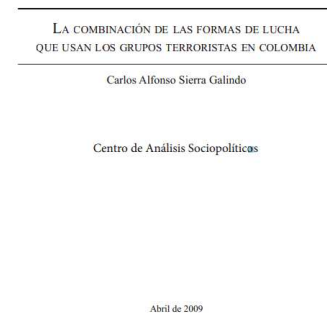 LA COMBINACIÓN DE LAS FORMAS DE LUCHA
QUE USAN LOS GRUPOS TERRORISTAS EN COLOMBIA
Carlos Alfonso Sierra Galindo
Centro de Análisis Sociopolíticos
Abril de 2009